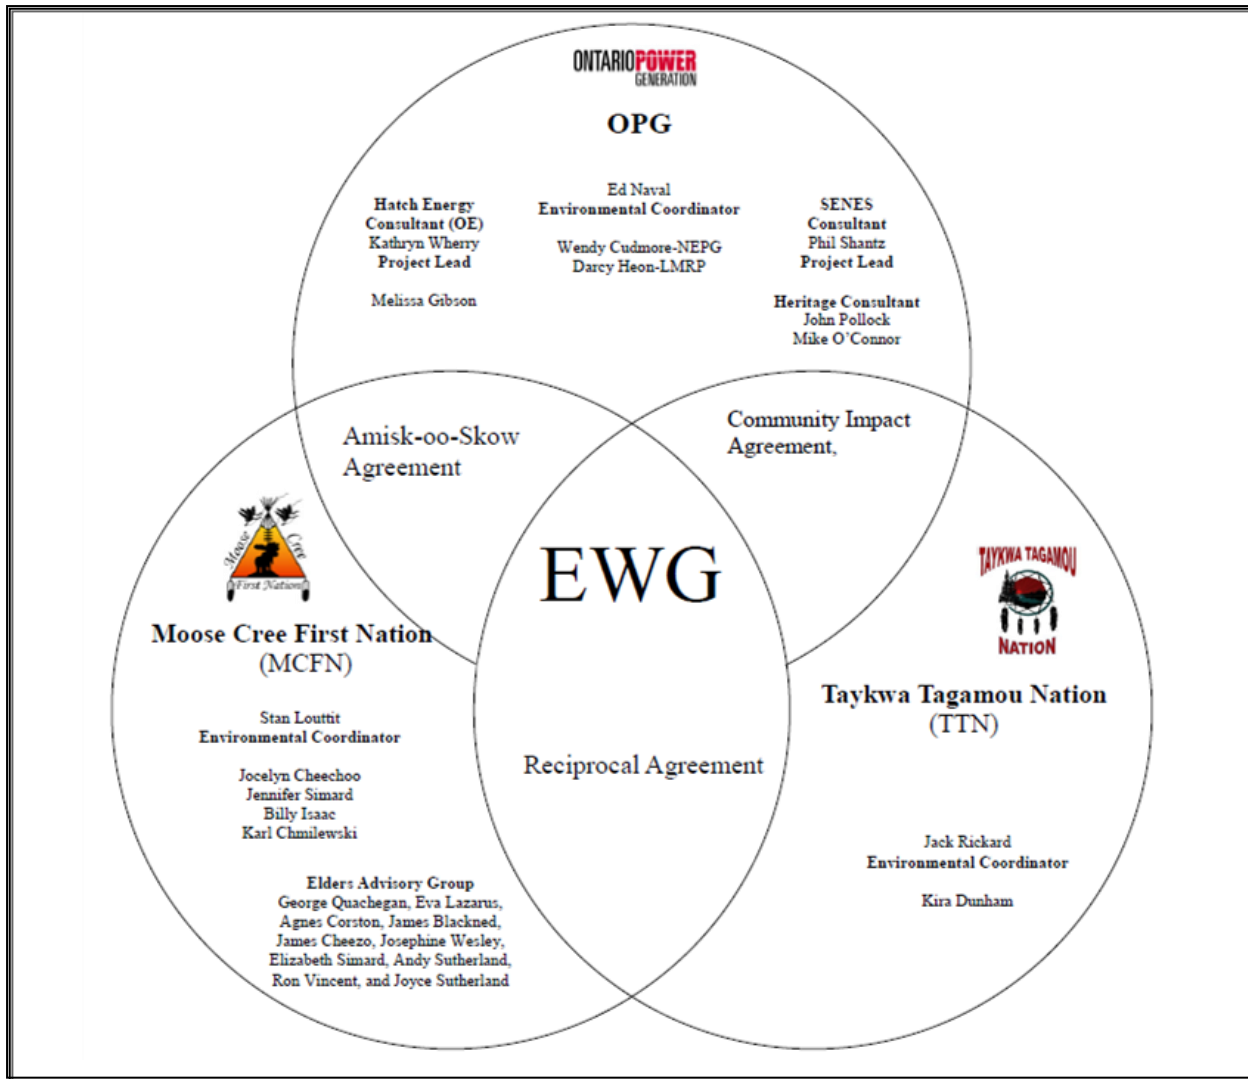 ONTARIOPOWER
GENERATION
OPG
Ed Naval
Environmental Coordinator
Wendy Cudmore-NEPG
Darcy Heon-LMRP
Hatch Energy
Consultant (OE)
Kathryn Wherry
Project Lead
Melissa Gibson
SENES
Consultant
Phil Shantz
Project Lead
Heritage Consultant
John Pollock
Mike O'Connor
Amisk-oo-Skow
Agreement
Community Impact
Agreement,
EWG
Reciprocal Agreement
Moose Cree
First Nation
Moose Cree First Nation
(MCFN)
Stan Louttit
Environmental Coordinator
Jocelyn Cheechoo
Jennifer Simard
Billy Isaac
Karl Chmilewski
Elders Advisory Group
George Quachegan, Eva Lazarus,
Agnes Corston, James Blackned,
James Cheezo, Josephine Wesley,
Elizabeth Simard, Andy Sutherland,
Ron Vincent, and Joyce Sutherland
TAYKWA TAGAMOU
NATION
Taykwa Tagamou Nation
(TTN)
Jack Rickard
Environmental Coordinator
Kira Dunham